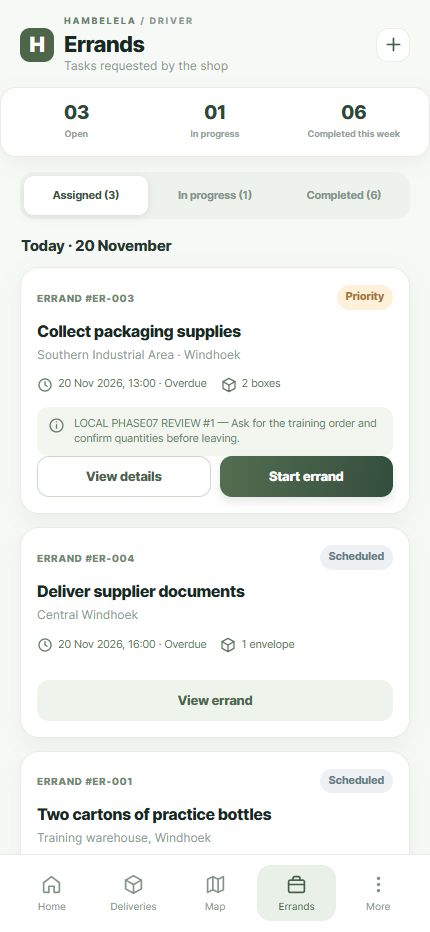 HAMBELELA / DRIVER
H
Errands
Tasks requested by the shop
03
01
06
Open
In progress
Completed this week
Assigned (3)
In progress (1)
Completed (6)
Today · 20 November
ERRAND #ER-003
Priority
Collect packaging supplies
Southern Industrial Area · Windhoek
20 Nov 2026, 13:00 · Overdue
2 boxes
LOCAL PHASE07 REVIEW #1 — Ask for the training order and
confirm quantities before leaving.
View details
Start errand
ERRAND #ER-004
Scheduled
Deliver supplier documents
Central Windhoek
20 Nov 2026, 16:00 · Overdue
1 envelope
View errand
ERRAND #ER-001
Scheduled
Two cartons of practice bottles
Training warehouse, Windhoek
Home
Deliveries
Map
Errands
More